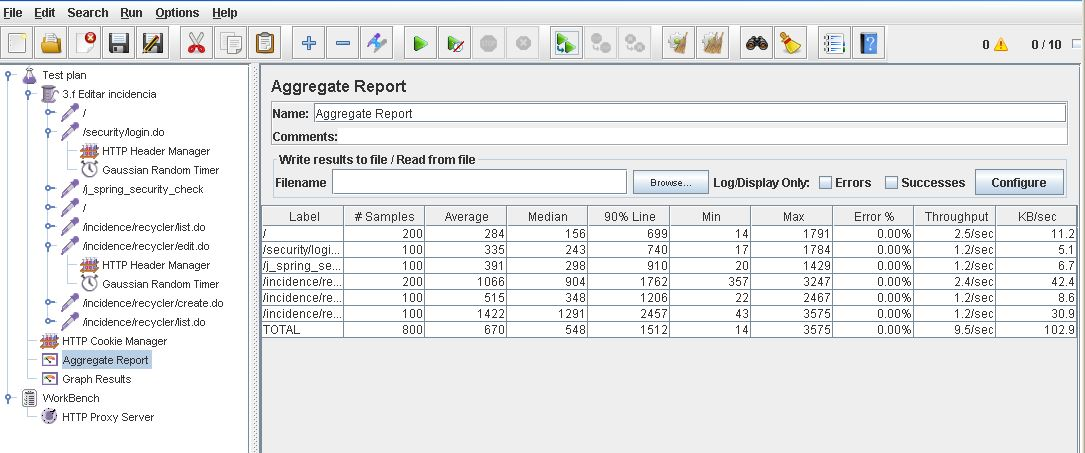 File Edit Search Run Options Help
0 0 / 10
Test plan
3.f Editar incidencia
/
/security/login.do
HTTP Header Manager
Gaussian Random Timer
/j_spring_security_check
/
/incidence/recycler/list.do
/incidence/recycler/edit.do
HTTP Header Manager
Gaussian Random Timer
/incidence/recycler/create.do
/incidence/recycler/list.do
HTTP Cookie Manager
Aggregate Report
Graph Results
WorkBench
HTTP Proxy Server
Aggregate Report
Name: Aggregate Report
Comments:
Write results to file / Read from file
Filename Browse... Log/Display Only: Errors Successes Configure
Label # Samples Average Median 90% Line Min Max Error % Throughput KB/sec
/ 200 284 156 699 14 1791 0.00% 2.5/sec 11.2
/security/logi... 100 335 243 740 17 1784 0.00% 1.2/sec 5.1
/j_spring_se... 100 391 298 910 20 1429 0.00% 1.2/sec 6.7
/incidence/re... 200 1066 904 1762 357 3247 0.00% 2.4/sec 42.4
/incidence/re... 100 515 348 1206 22 2467 0.00% 1.2/sec 8.6
/incidence/re... 100 1422 1291 2457 43 3575 0.00% 1.2/sec 30.9
TOTAL 800 670 548 1512 14 3575 0.00% 9.5/sec 102.9